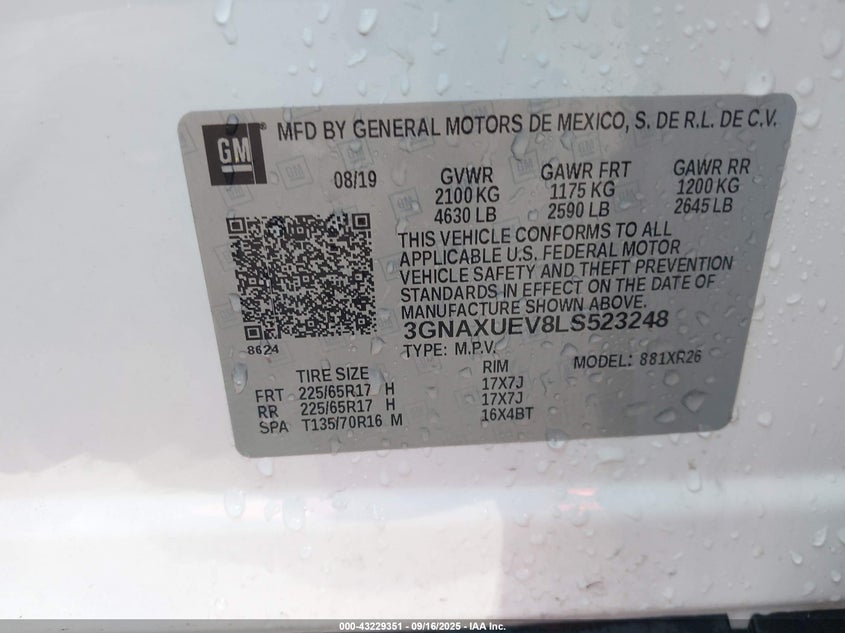 GM®
MFD BY GENERAL MOTORS DE MEXICO, S. DE R.L. DE C.V.
08/19
GVWR
2100 KG
4630 LB
GAWR FRT
1175 KG
2590 LB
GAWR RR
1200 KG
2645 LB
THIS VEHICLE CONFORMS TO ALL
APPLICABLE U.S. FEDERAL MOTOR
VEHICLE SAFETY AND THEFT PREVENTION
STANDARDS IN EFFECT ON THE DATE OF
MANUFACTURE SHOWN ABOVE.
3GNAXUEV8LS523248
8624
TYPE: M.P.V.
MODEL: 881XR26
TIRE SIZE RIM
FRT 225/65R17 H 17X7J
RR 225/65R17 H 17X7J
SPA T135/70R16 M 16X4BT
000-43229351 - 09/16/2025 - IAA Inc.